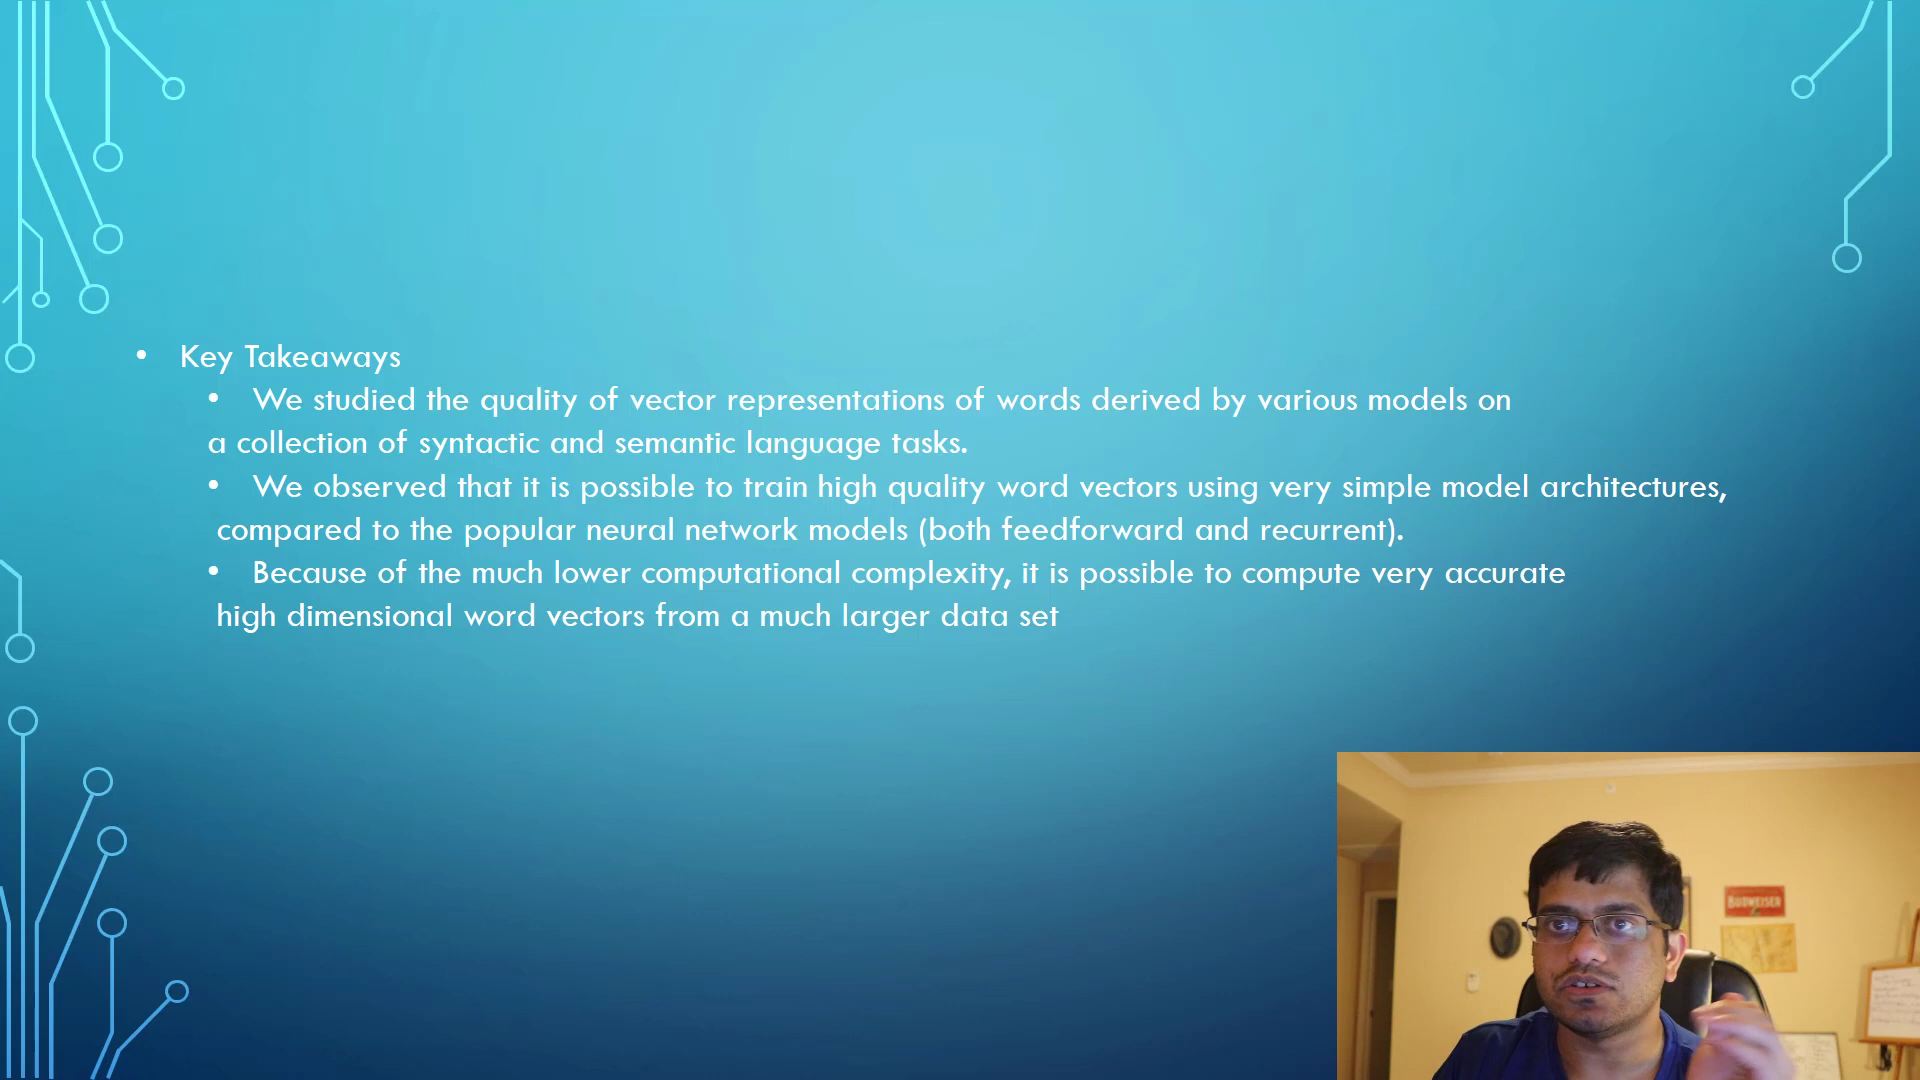 • Key Takeaways
• We studied the quality of vector representations of words derived by various models on
a collection of syntactic and semantic language tasks.
• We observed that it is possible to train high quality word vectors using very simple model architectures,
compared to the popular neural network models (both feedforward and recurrent).
• Because of the much lower computational complexity, it is possible to compute very accurate
high dimensional word vectors from a much larger data set
BUDWEISER